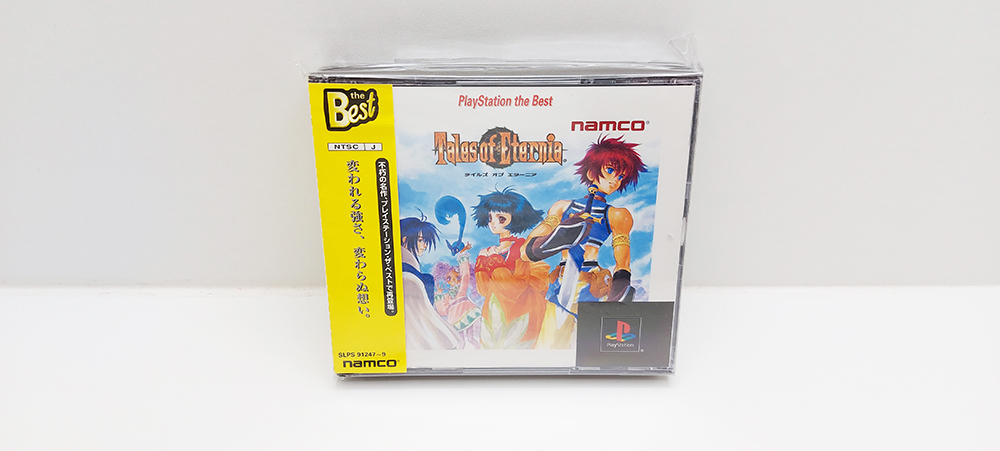 the
Best
NTSC J
不朽の名作、プレイステーション・ザ・ベストで再登場。
変われる強さ、変わらぬ想い。
SLPS 91247~9
namco®
PlayStation the Best
namco®
Tales of Eternia
テイルズ オブ エターニア
PlayStation